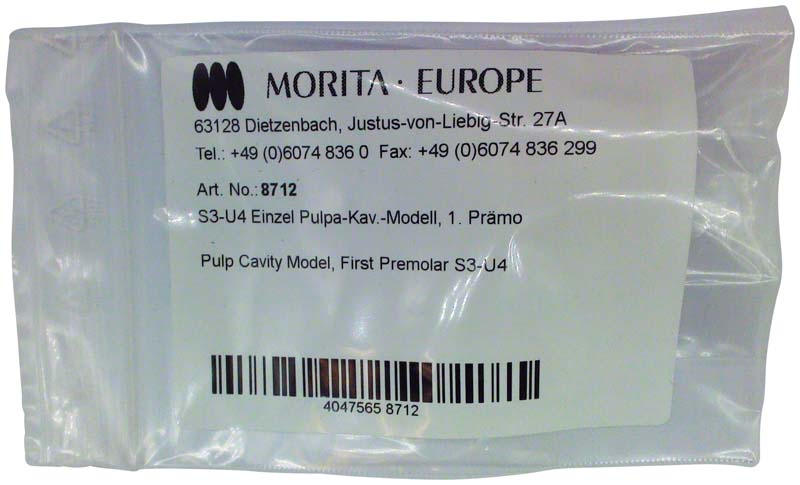 MORITA · EUROPE
63128 Dietzenbach, Justus-von-Liebig-Str. 27A
Tel.: +49 (0)6074 836 0 Fax: +49 (0)6074 836 299
Art. No.: 8712
S3-U4 Einzel Pulpa-Kav.-Modell, 1. Prämo
Pulp Cavity Model, First Premolar S3-U4
4047565 8712